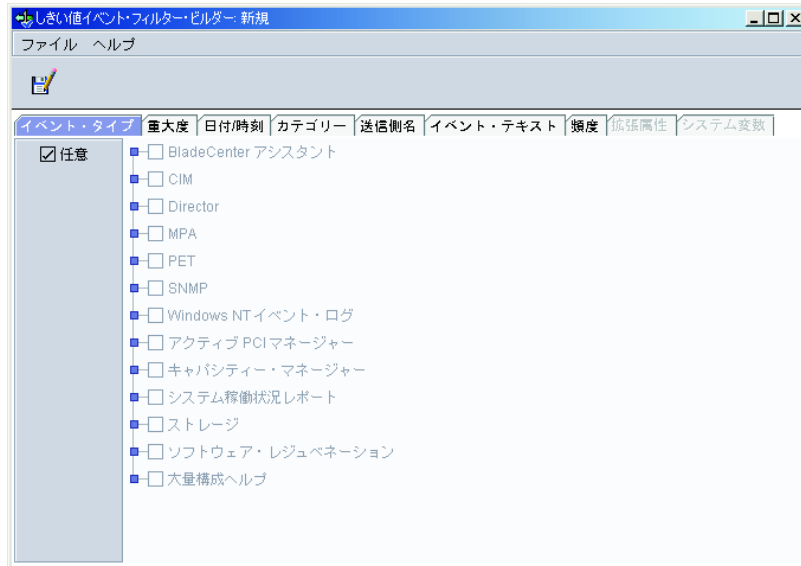 しきい値イベント・フィルター・ビルダー: 新規
ファイル ヘルプ
イベント・タイプ 重大度 日付/時刻 カテゴリー 送信側名 イベント・テキスト 頻度 拡張属性 システム変数
任意
BladeCenter アシスタント
CIM
Director
MPA
PET
SNMP
Windows NT イベント・ログ
アクティブ PCI マネージャー
キャパシティー・マネージャー
システム稼働状況レポート
ストレージ
ソフトウェア・レジュベネーション
大量構成ヘルプ